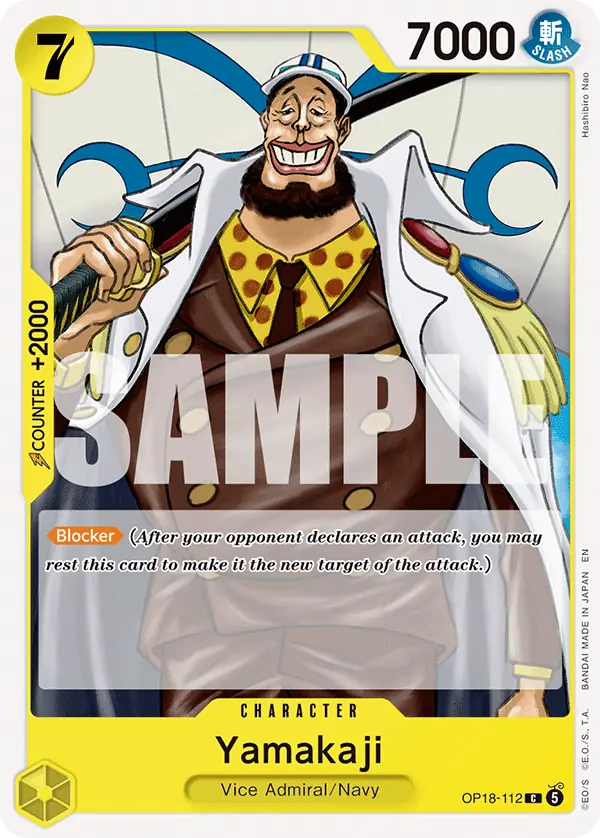 7
7000
斬
SLASH
Hashibiro Nao
COUNTER +2000
SAMPLE
Blocker (After your opponent declares an attack, you may
rest this card to make it the new target of the attack.)
CHARACTER
Yamakaji
Vice Admiral/Navy
OP18-112 C 5
©EO/S ©E.O./S., T.A. BANDAI MADE IN JAPAN EN